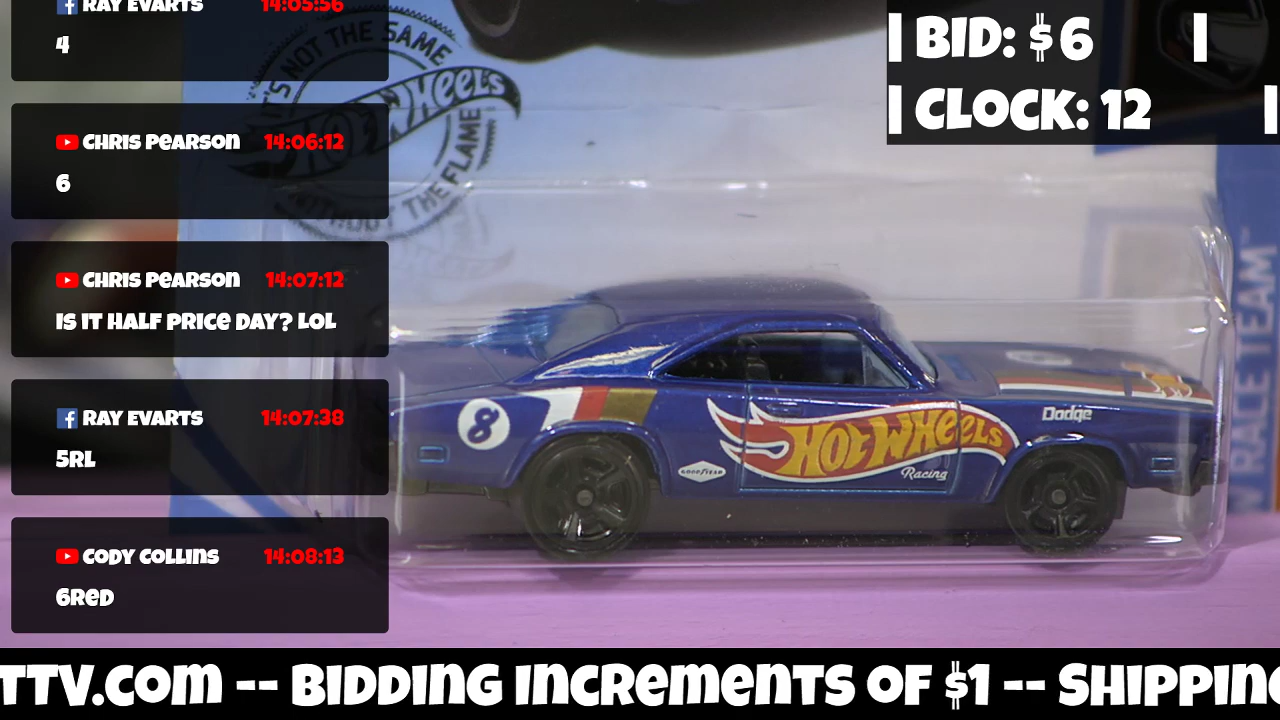 RAY EVARTS 14:05:56
4
CHRIS PEARSON 14:06:12
6
CHRIS PEARSON 14:07:12
IS IT HALF PRICE DAY? LOL
RAY EVARTS 14:07:38
5RL
CODY COLLINS 14:08:13
6RED
| BID: $6 |
| CLOCK: 12 |
IT'S NOT THE SAME
HOT WHEELS
WITHOUT THE FLAME
8
GOODYEAR
HOT WHEELS
Racing
Dodge
RACE TEAM™
TTV.COM -- BIDDING INCREMENTS OF $1 -- SHIPPING